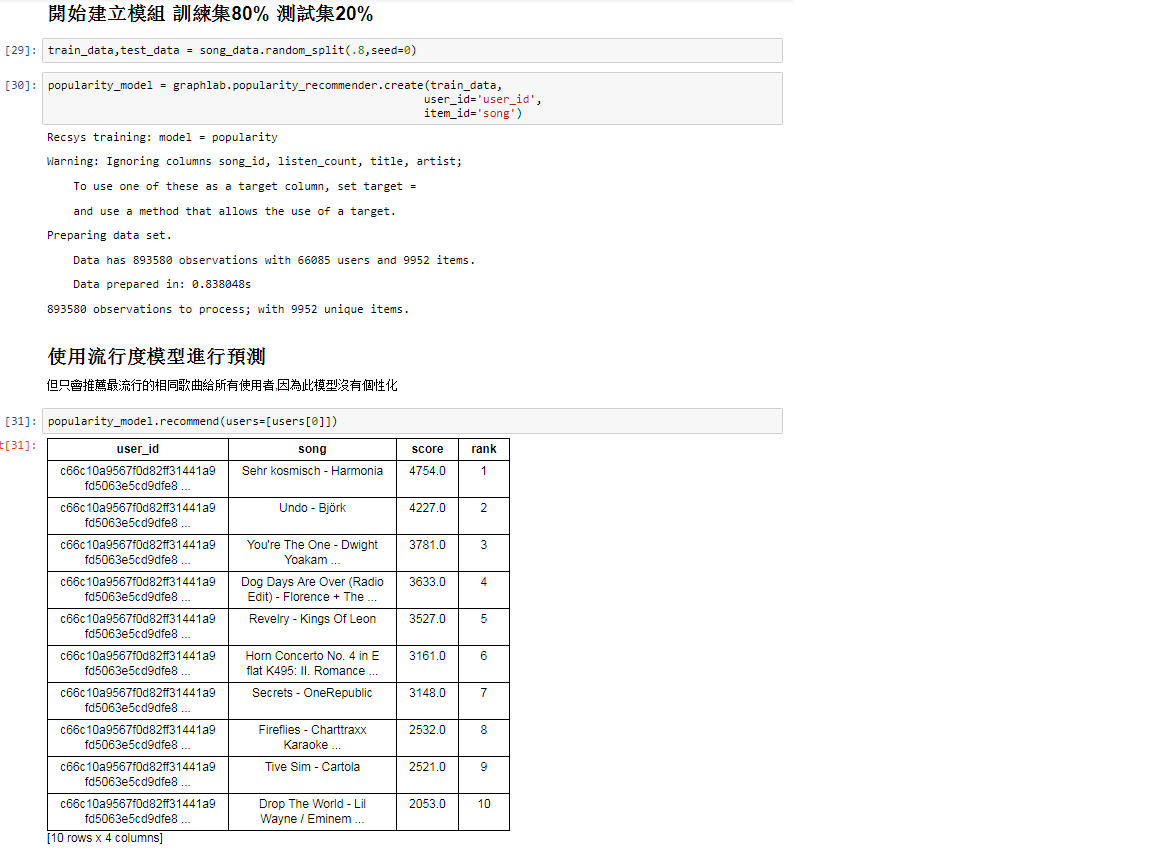 開始建立模組 訓練集80% 測試集20%
[29]: train_data,test_data = song_data.random_split(.8,seed=0)
[30]: popularity_model = graphlab.popularity_recommender.create(train_data,
user_id='user_id',
item_id='song')
Recsys training: model = popularity
Warning: Ignoring columns song_id, listen_count, title, artist;
To use one of these as a target column, set target =
and use a method that allows the use of a target.
Preparing data set.
Data has 893580 observations with 66085 users and 9952 items.
Data prepared in: 0.838048s
893580 observations to process; with 9952 unique items.
使用流行度模型進行預測
但只會推薦最流行的相同歌曲給所有使用者,因為此模型沒有個性化
[31]: popularity_model.recommend(users=[users[0]])
t[31]:
user_id song score rank
c66c10a9567f0d82ff31441a9 Sehr kosmisch - Harmonia 4754.0 1
fd5063e5cd9dfe8 ...
c66c10a9567f0d82ff31441a9 Undo - Björk 4227.0 2
fd5063e5cd9dfe8 ...
c66c10a9567f0d82ff31441a9 You're The One - Dwight 3781.0 3
fd5063e5cd9dfe8 ... Yoakam ...
c66c10a9567f0d82ff31441a9 Dog Days Are Over (Radio 3633.0 4
fd5063e5cd9dfe8 ... Edit) - Florence + The ...
c66c10a9567f0d82ff31441a9 Revelry - Kings Of Leon 3527.0 5
fd5063e5cd9dfe8 ...
c66c10a9567f0d82ff31441a9 Horn Concerto No. 4 in E 3161.0 6
fd5063e5cd9dfe8 ... flat K495: II. Romance ...
c66c10a9567f0d82ff31441a9 Secrets - OneRepublic 3148.0 7
fd5063e5cd9dfe8 ...
c66c10a9567f0d82ff31441a9 Fireflies - Charttraxx 2532.0 8
fd5063e5cd9dfe8 ... Karaoke ...
c66c10a9567f0d82ff31441a9 Tive Sim - Cartola 2521.0 9
fd5063e5cd9dfe8 ...
c66c10a9567f0d82ff31441a9 Drop The World - Lil 2053.0 10
fd5063e5cd9dfe8 ... Wayne / Eminem ...
[10 rows x 4 columns]